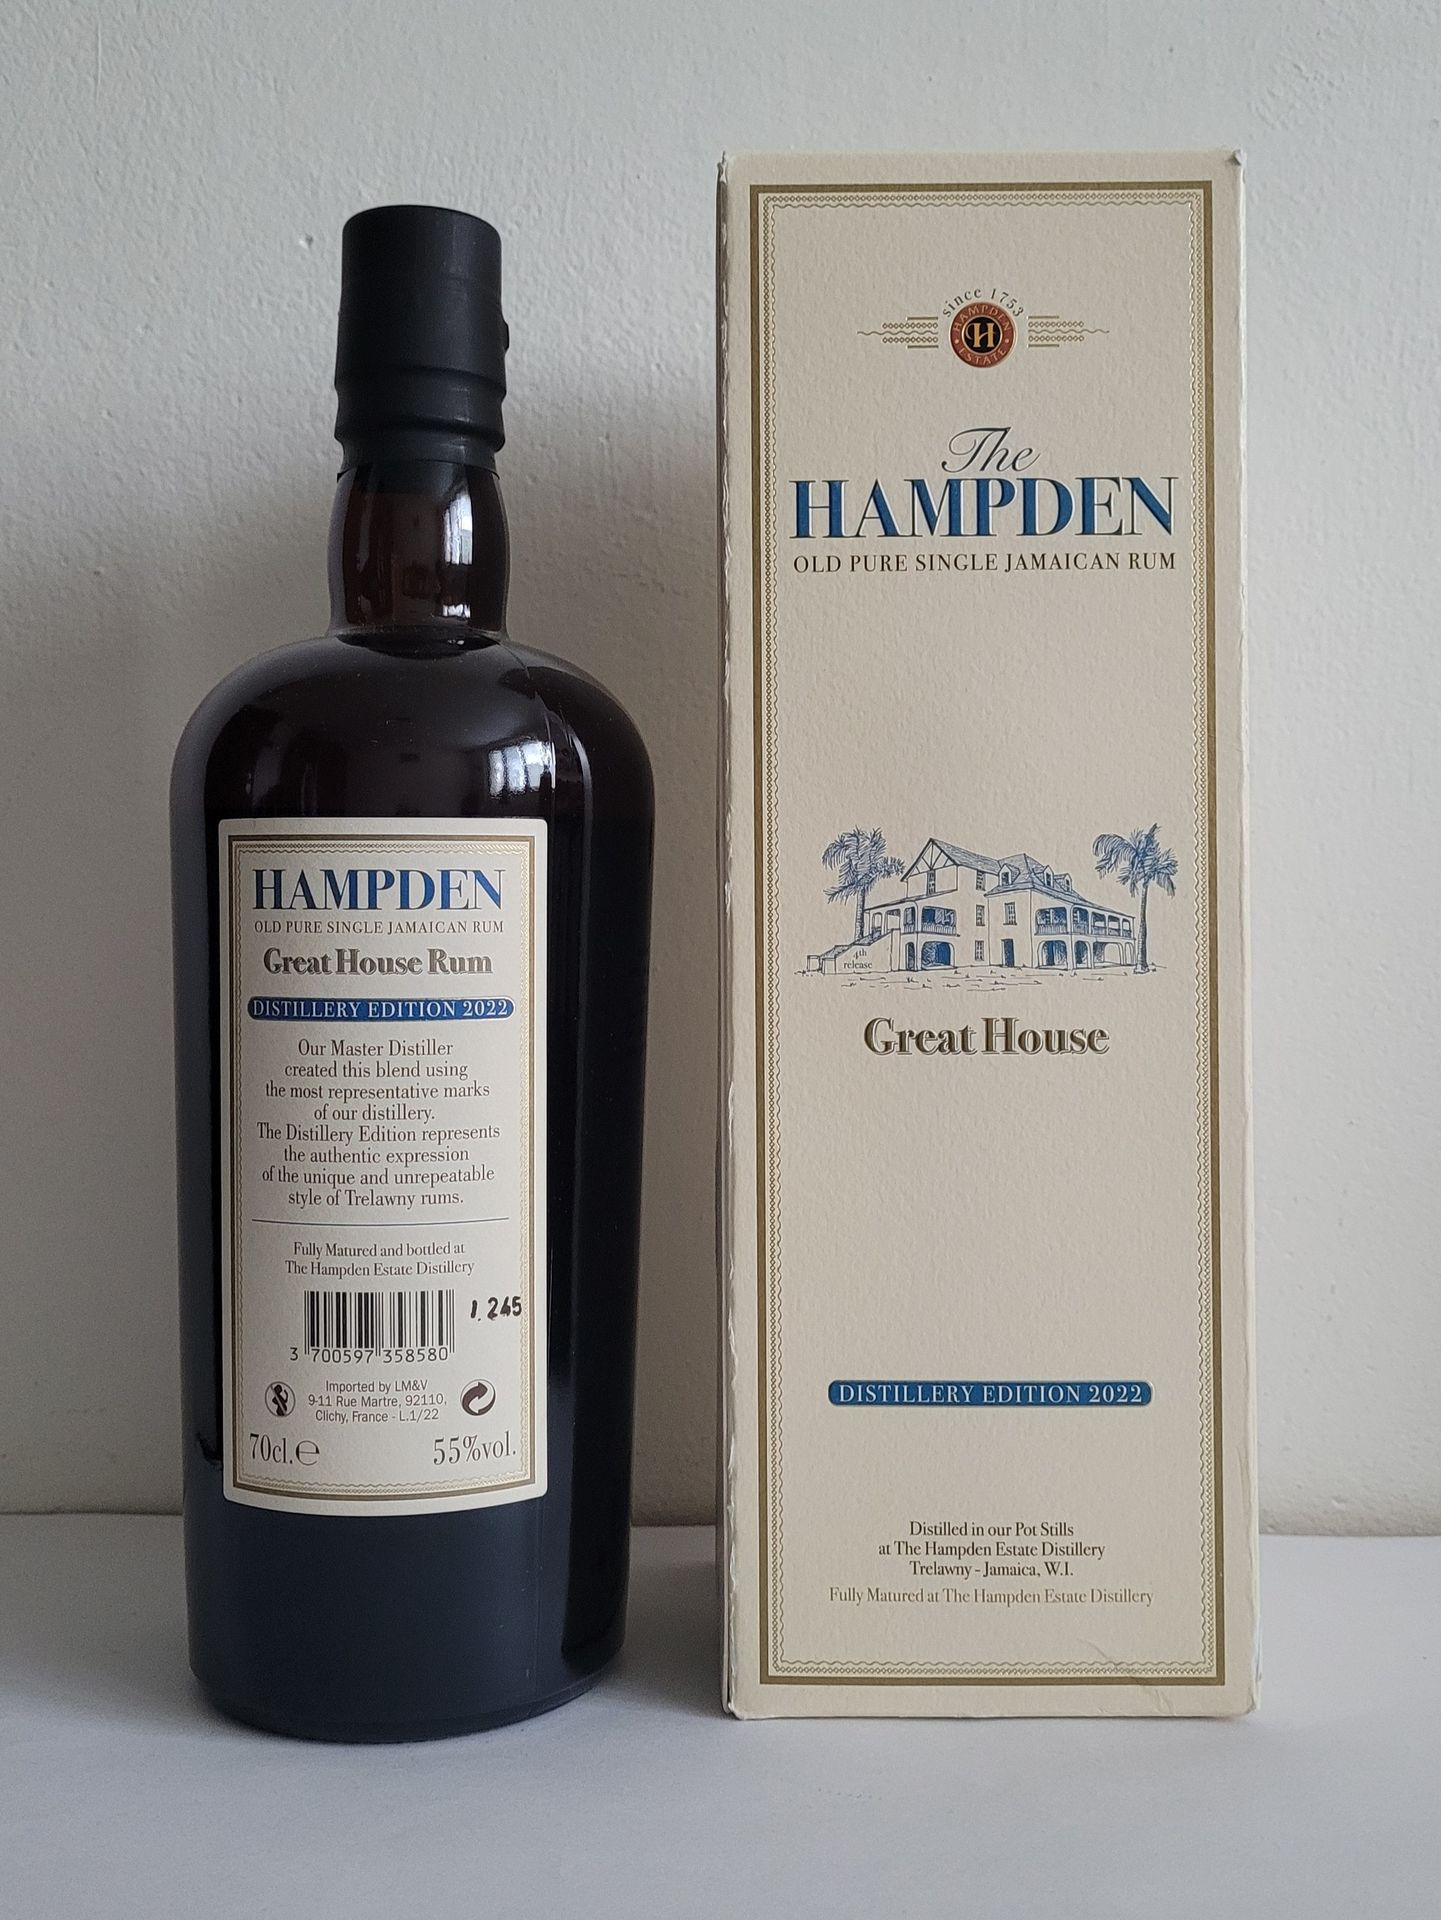 HAMPDEN
OLD PURE SINGLE JAMAICAN RUM
Great House Rum
DISTILLERY EDITION 2022
Our Master Distiller
created this blend using
the most representative marks
of our distillery.
The Distillery Edition represents
the authentic expression
of the unique and unrepeatable
style of Trelawny rums.
Fully Matured and bottled at
The Hampden Estate Distillery
1.245
3 700597 358580
Imported by LM&V
9-11 Rue Martre, 92110,
Clichy, France - L.1/22
70cl.℮ 55%vol.
since 1753
HAMPDEN
H
ESTATE
The
HAMPDEN
OLD PURE SINGLE JAMAICAN RUM
4th
release
Great House
DISTILLERY EDITION 2022
Distilled in our Pot Stills
at The Hampden Estate Distillery
Trelawny - Jamaica, W.I.
Fully Matured at The Hampden Estate Distillery